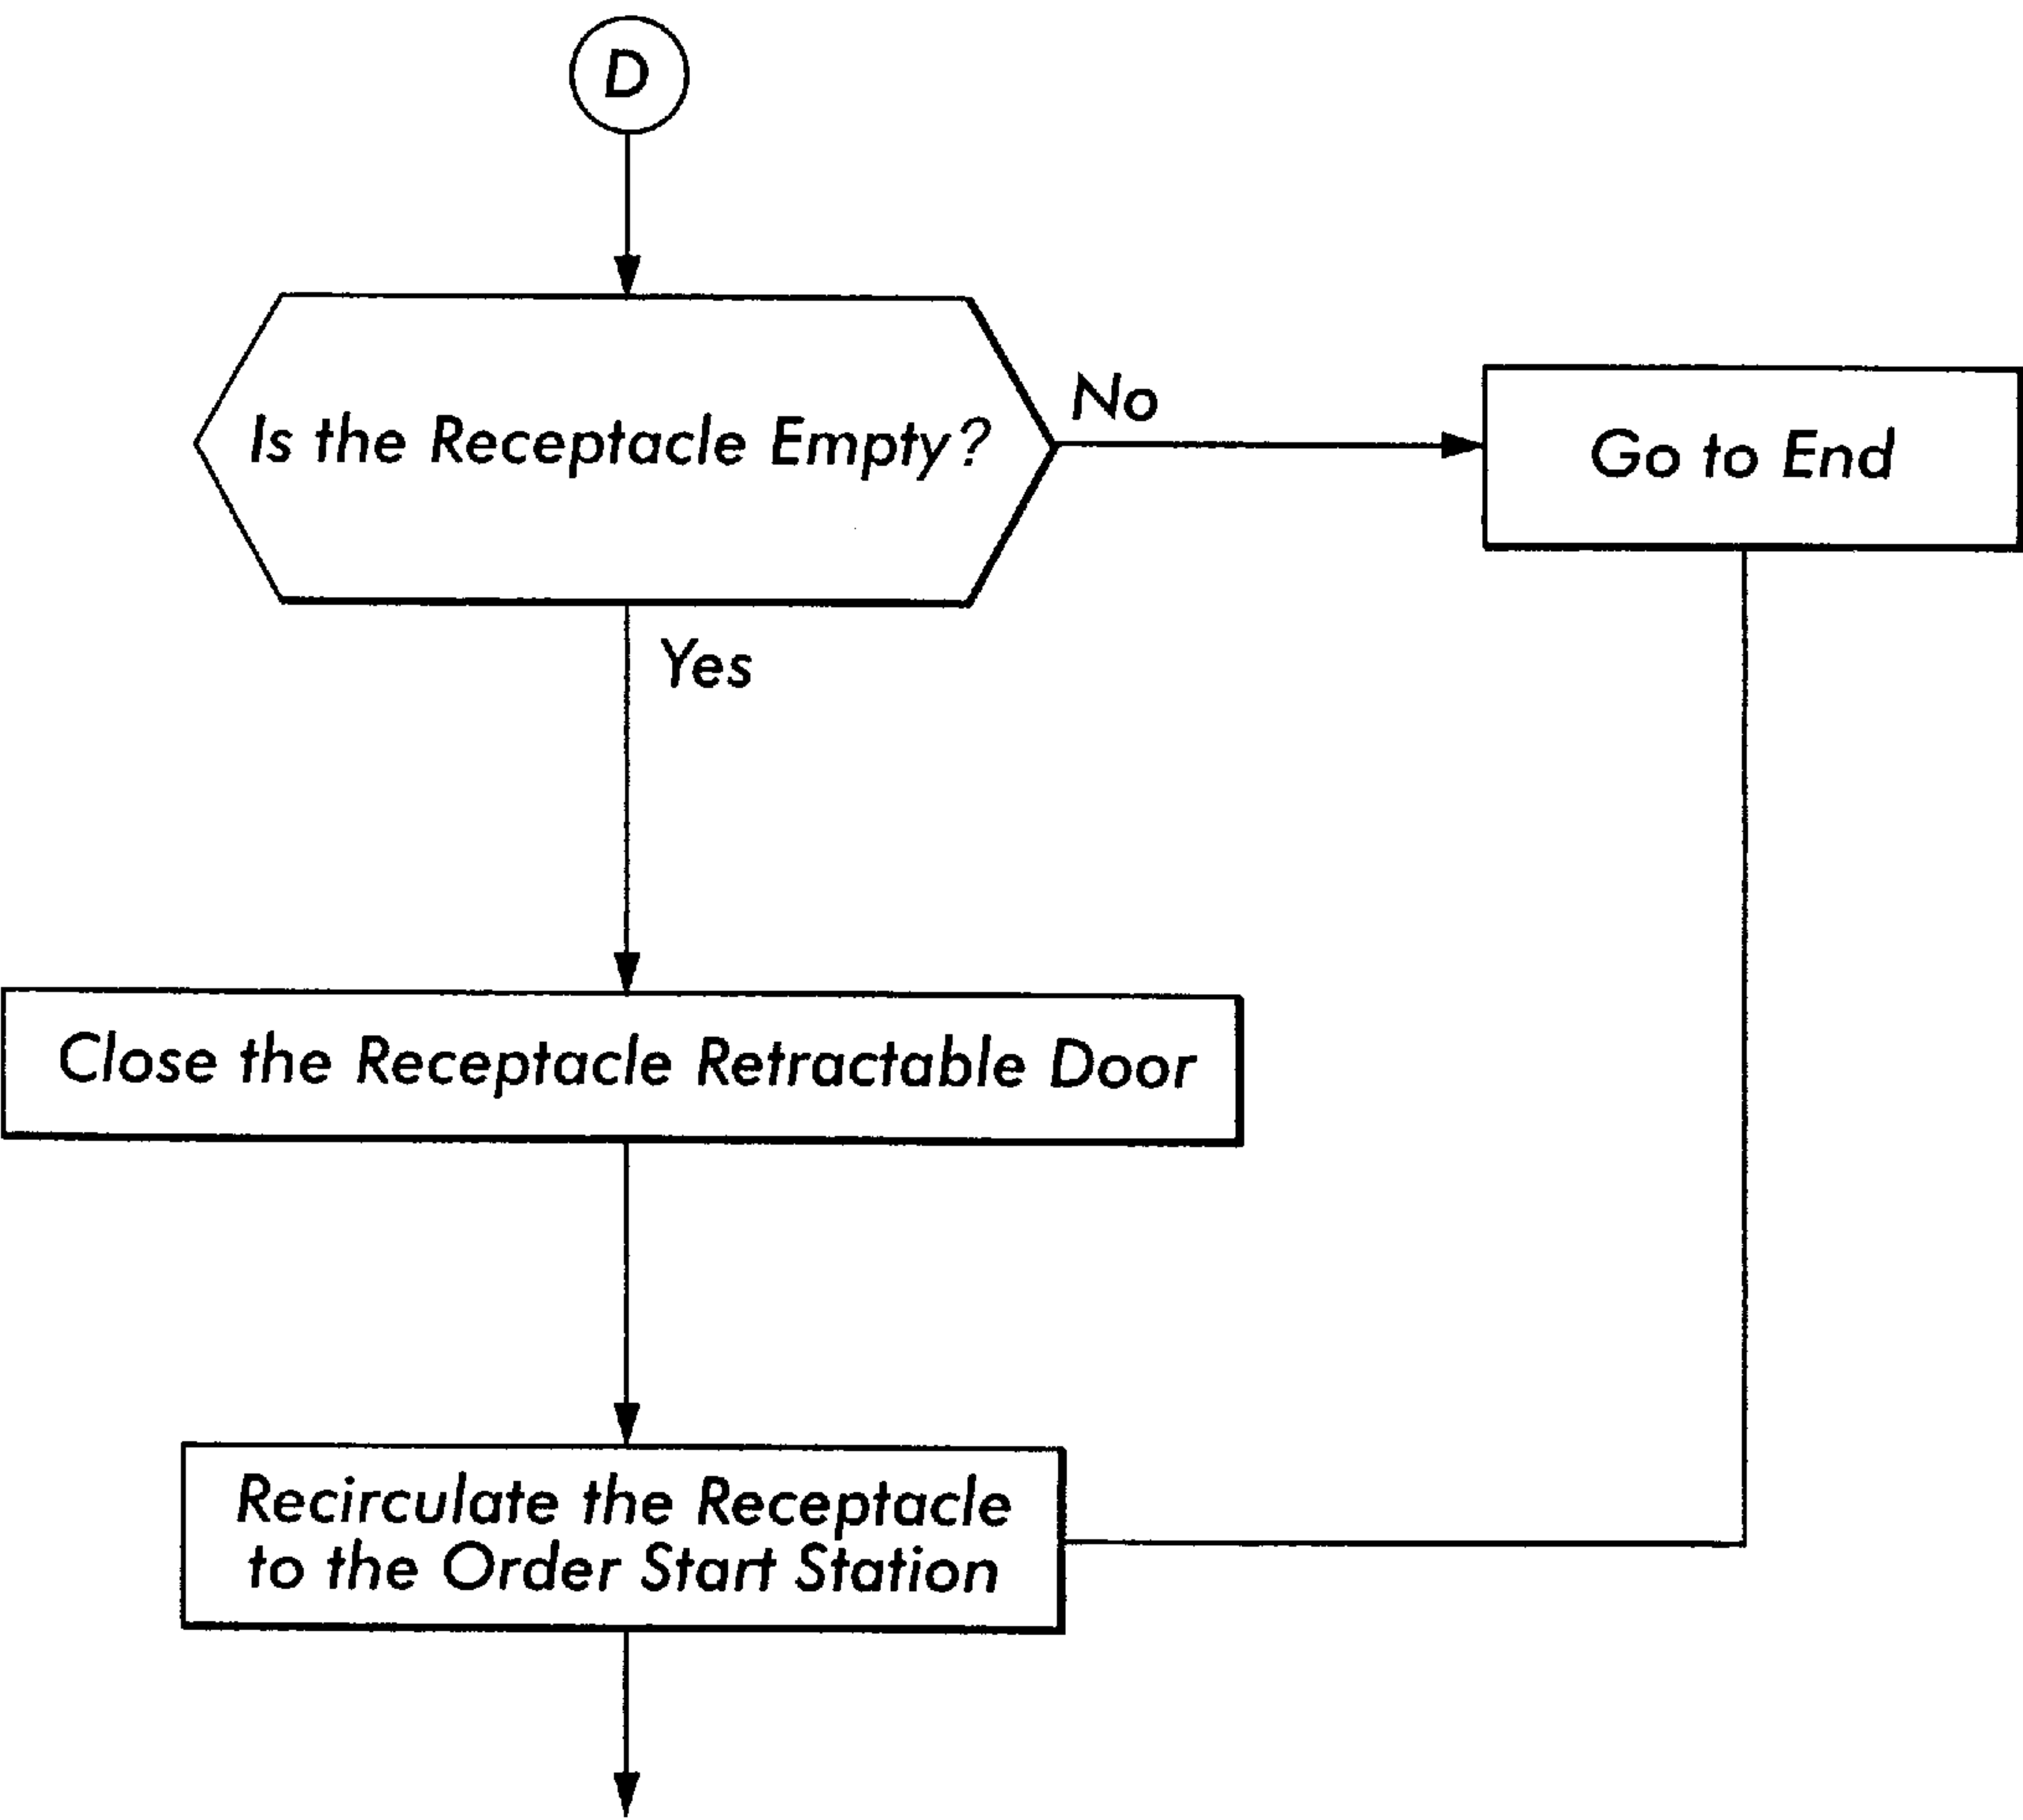 D
Is the Receptacle Empty?
No
Go to End
Yes
Close the Receptacle Retractable Door
Recirculate the Receptacle
to the Order Start Station